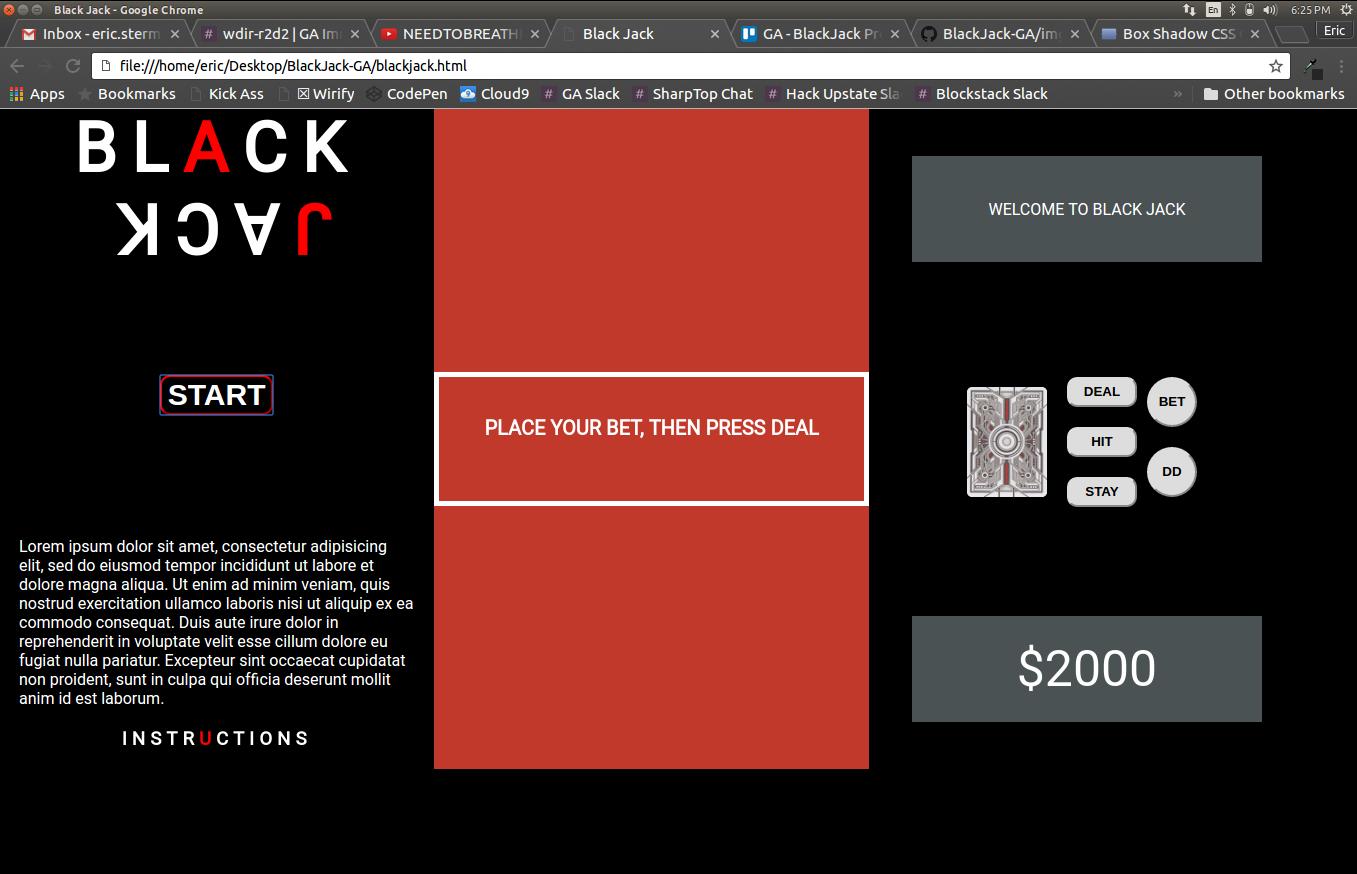 Black Jack - Google Chrome
En
6:25 PM
Inbox - eric.sterm
wdir-r2d2 | GA Im
NEEDTOBREATH
Black Jack
GA - BlackJack Pr
BlackJack-GA/im
Box Shadow CSS
Eric
file:///home/eric/Desktop/BlackJack-GA/blackjack.html
Apps
Bookmarks
Kick Ass
Wirify
CodePen
Cloud9
GA Slack
SharpTop Chat
Hack Upstate Sla
Blockstack Slack
»
Other bookmarks
BLACK
JACK
START
Lorem ipsum dolor sit amet, consectetur adipisicing
elit, sed do eiusmod tempor incididunt ut labore et
dolore magna aliqua. Ut enim ad minim veniam, quis
nostrud exercitation ullamco laboris nisi ut aliquip ex ea
commodo consequat. Duis aute irure dolor in
reprehenderit in voluptate velit esse cillum dolore eu
fugiat nulla pariatur. Excepteur sint occaecat cupidatat
non proident, sunt in culpa qui officia deserunt mollit
anim id est laborum.
INSTRUCTIONS
PLACE YOUR BET, THEN PRESS DEAL
WELCOME TO BLACK JACK
DEAL
BET
HIT
DD
STAY
$2000